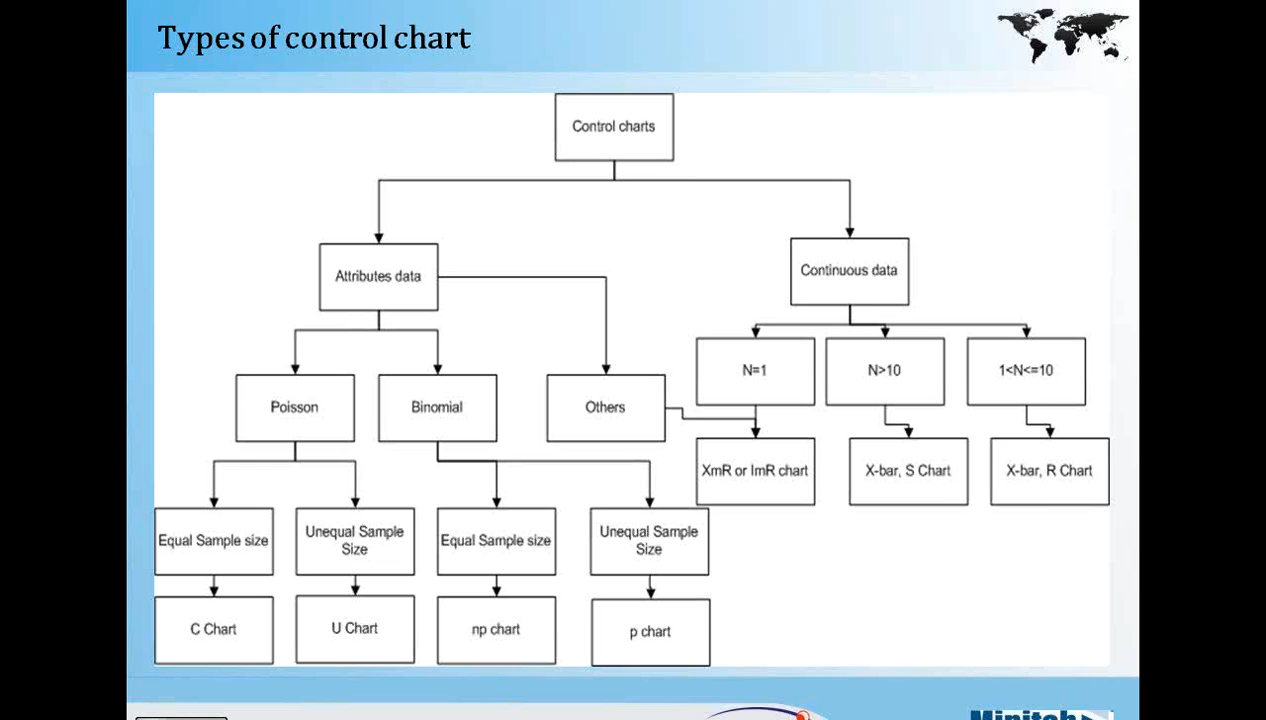 Types of control chart
Control charts
Attributes data
Continuous data
N=1
N>10
1<N<=10
Poisson
Binomial
Others
XmR or ImR chart
X-bar, S Chart
X-bar, R Chart
Equal Sample size
Unequal Sample
Size
Equal Sample size
Unequal Sample
Size
C Chart
U Chart
np chart
p chart